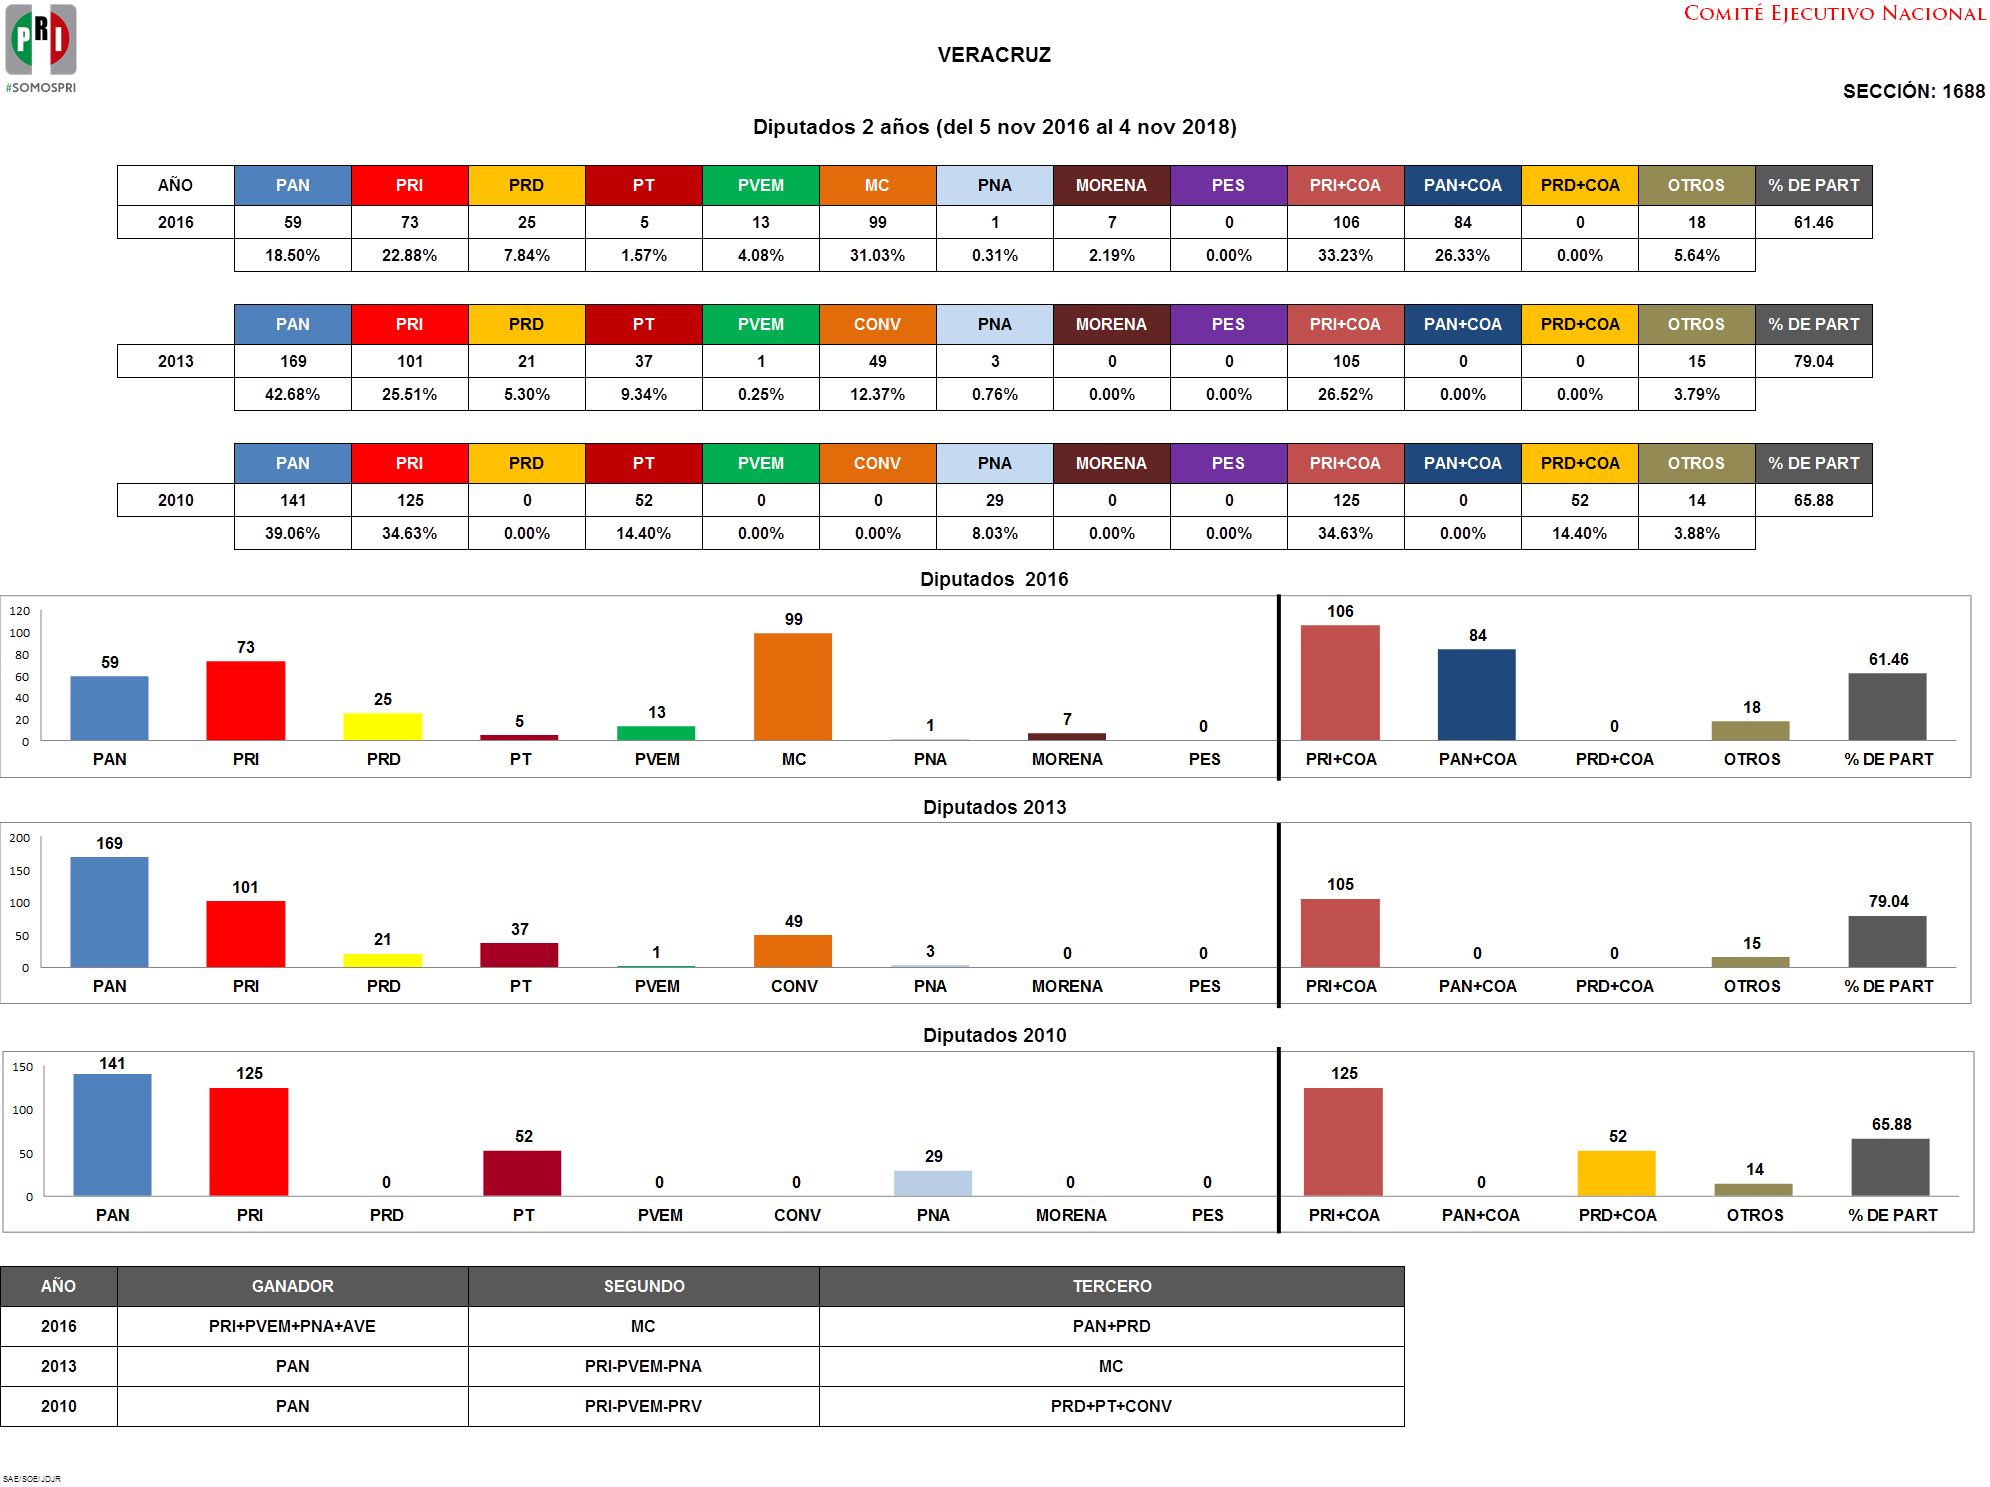 COMITÉ EJECUTIVO NACIONAL
PRI
#SOMOSPRI
VERACRUZ
SECCIÓN: 1688
Diputados 2 años (del 5 nov 2016 al 4 nov 2018)
AÑO PAN PRI PRD PT PVEM MC PNA MORENA PES PRI+COA PAN+COA PRD+COA OTROS % DE PART
2016 59 73 25 5 13 99 1 7 0 106 84 0 18 61.46
18.50% 22.88% 7.84% 1.57% 4.08% 31.03% 0.31% 2.19% 0.00% 33.23% 26.33% 0.00% 5.64%
PAN PRI PRD PT PVEM CONV PNA MORENA PES PRI+COA PAN+COA PRD+COA OTROS % DE PART
2013 169 101 21 37 1 49 3 0 0 105 0 0 15 79.04
42.68% 25.51% 5.30% 9.34% 0.25% 12.37% 0.76% 0.00% 0.00% 26.52% 0.00% 0.00% 3.79%
PAN PRI PRD PT PVEM CONV PNA MORENA PES PRI+COA PAN+COA PRD+COA OTROS % DE PART
2010 141 125 0 52 0 0 29 0 0 125 0 52 14 65.88
39.06% 34.63% 0.00% 14.40% 0.00% 0.00% 8.03% 0.00% 0.00% 34.63% 0.00% 14.40% 3.88%
Diputados 2016
120
100
80
60
40
20
0
59 73 25 5 13 99 1 7 0 106 84 0 18 61.46
PAN PRI PRD PT PVEM MC PNA MORENA PES PRI+COA PAN+COA PRD+COA OTROS % DE PART
Diputados 2013
200
150
100
50
0
169 101 21 37 1 49 3 0 0 105 0 0 15 79.04
PAN PRI PRD PT PVEM CONV PNA MORENA PES PRI+COA PAN+COA PRD+COA OTROS % DE PART
Diputados 2010
150
100
50
0
141 125 0 52 0 0 29 0 0 125 0 52 14 65.88
PAN PRI PRD PT PVEM CONV PNA MORENA PES PRI+COA PAN+COA PRD+COA OTROS % DE PART
AÑO GANADOR SEGUNDO TERCERO
2016 PRI+PVEM+PNA+AVE MC PAN+PRD
2013 PAN PRI-PVEM-PNA MC
2010 PAN PRI-PVEM-PRV PRD+PT+CONV
SAE/SOE/JDJR